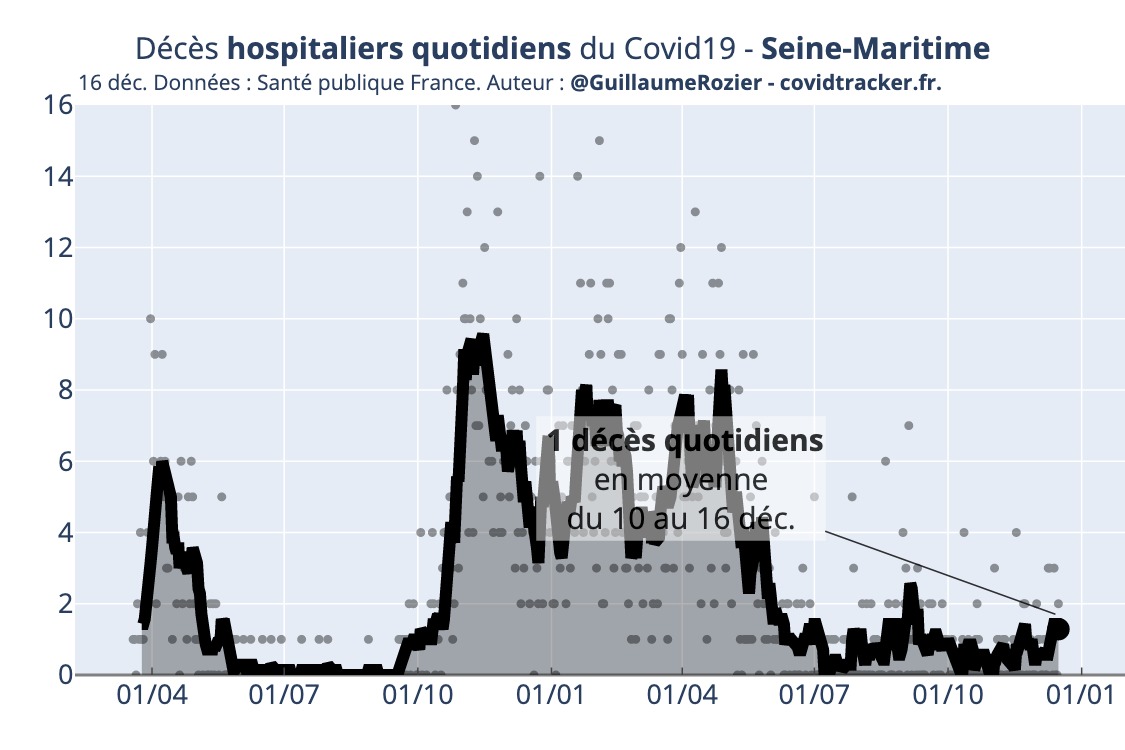 Décès hospitaliers quotidiens du Covid19 - Seine-Maritime
16 déc. Données : Santé publique France. Auteur : @GuillaumeRozier - covidtracker.fr.
16
14
12
10
8
6
4
2
0
1 décès quotidiens
en moyenne
du 10 au 16 déc.
01/04 01/07 01/10 01/01 01/04 01/07 01/10 01/01